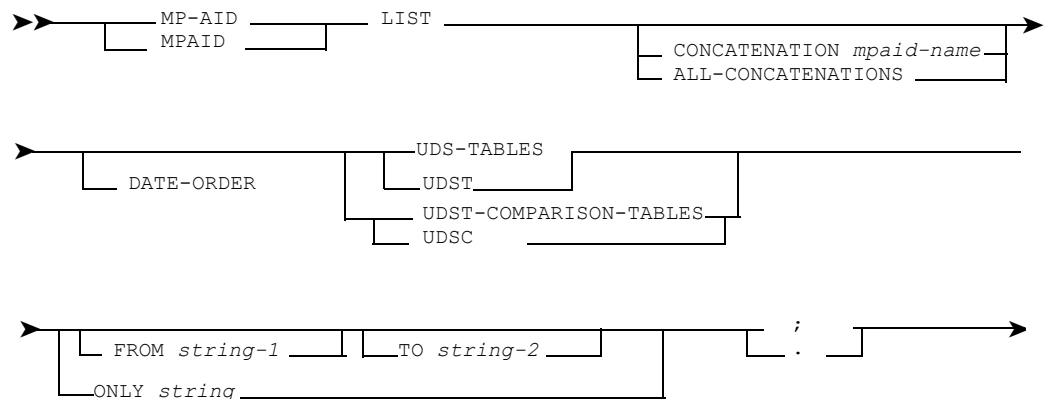 MP-AID LIST
MPAID
CONCATENATION mpaid-name
ALL-CONCATENATIONS
UDS-TABLES
DATE-ORDER UDST
UDST-COMPARISON-TABLES
UDSC
;
FROM string-1 TO string-2 .
ONLY string